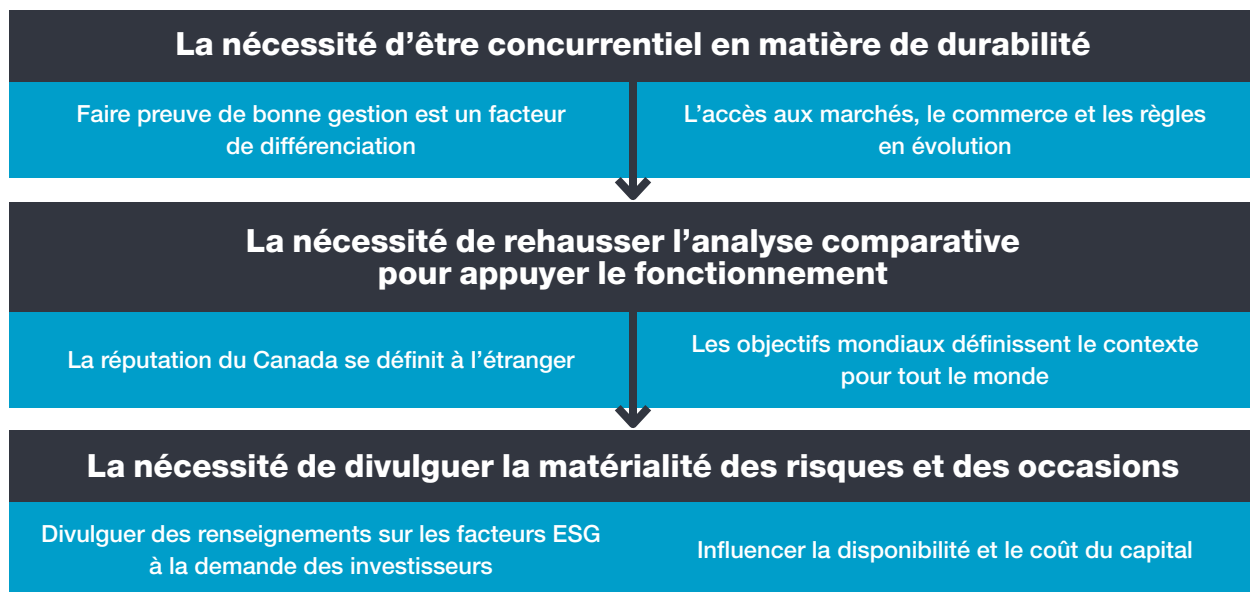 La nécessité d’être concurrentiel en matière de durabilité
Faire preuve de bonne gestion est un facteur
de différenciation
L’accès aux marchés, le commerce et les règles
en évolution
La nécessité de rehausser l’analyse comparative
pour appuyer le fonctionnement
La réputation du Canada se définit à l’étranger
Les objectifs mondiaux définissent le contexte
pour tout le monde
La nécessité de divulguer la matérialité des risques et des occasions
Divulguer des renseignements sur les facteurs ESG
à la demande des investisseurs
Influencer la disponibilité et le coût du capital